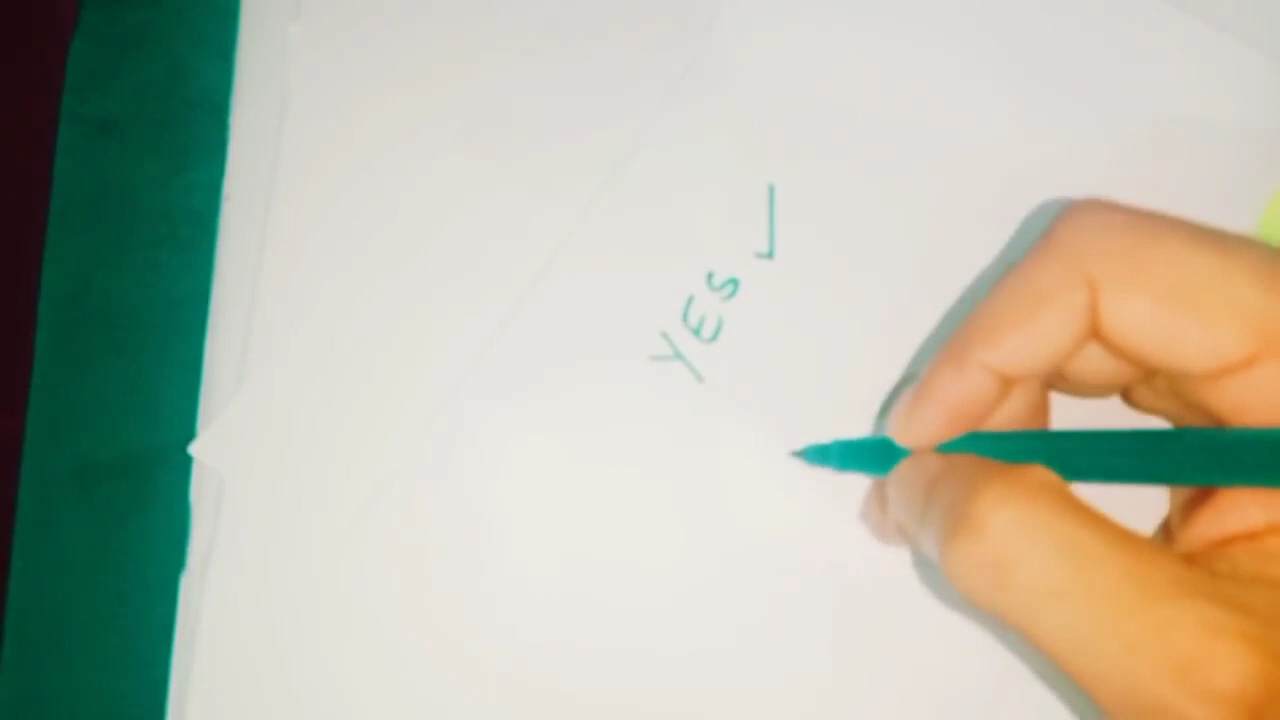 YES ✓